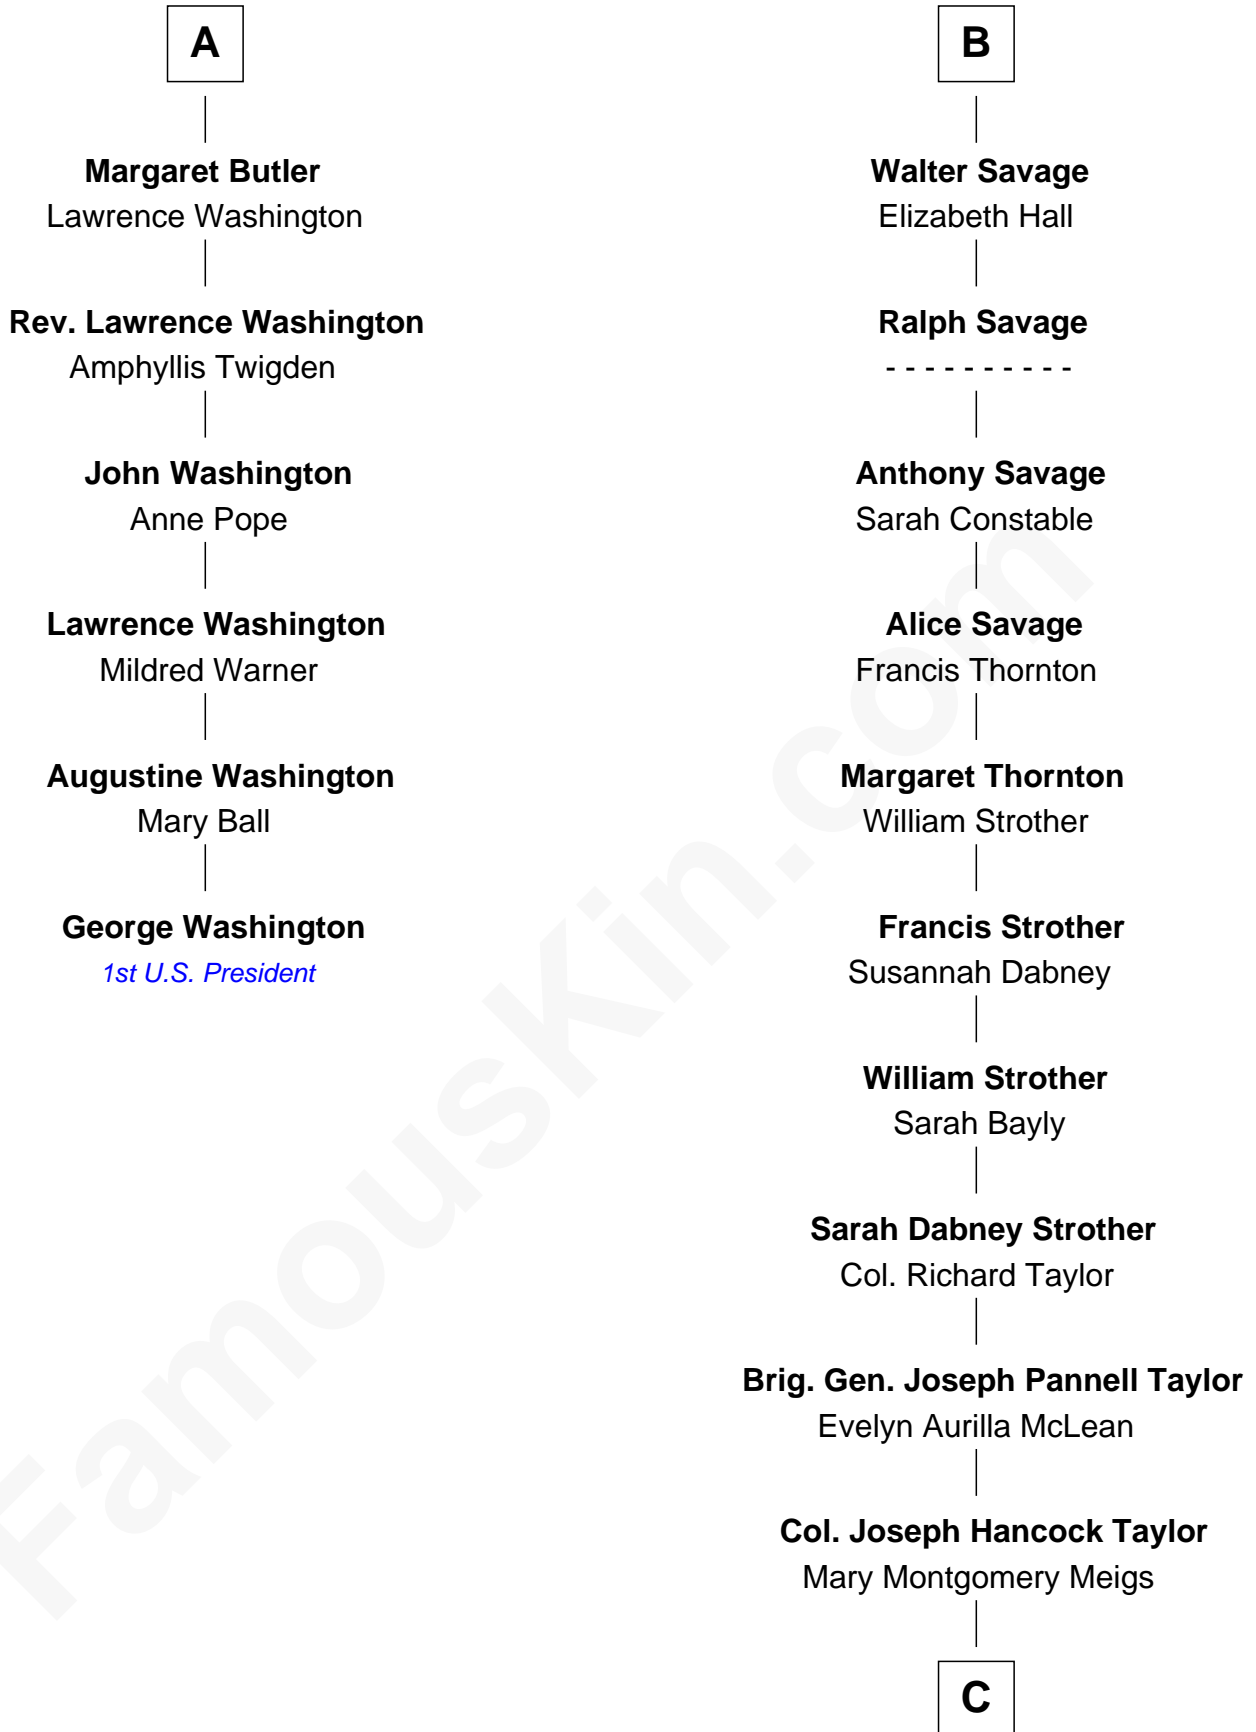 A
Margaret Butler
Lawrence Washington
Rev. Lawrence Washington
Amphyllis Twigden
John Washington
Anne Pope
Lawrence Washington
Mildred Warner
Augustine Washington
Mary Ball
George Washington
1st U.S. President
B
Walter Savage
Elizabeth Hall
Ralph Savage
- - - - - - - - - -
Anthony Savage
Sarah Constable
Alice Savage
Francis Thornton
Margaret Thornton
William Strother
Francis Strother
Susannah Dabney
William Strother
Sarah Bayly
Sarah Dabney Strother
Col. Richard Taylor
Brig. Gen. Joseph Pannell Taylor
Evelyn Aurilla McLean
Col. Joseph Hancock Taylor
Mary Montgomery Meigs
C
FamousKin.com